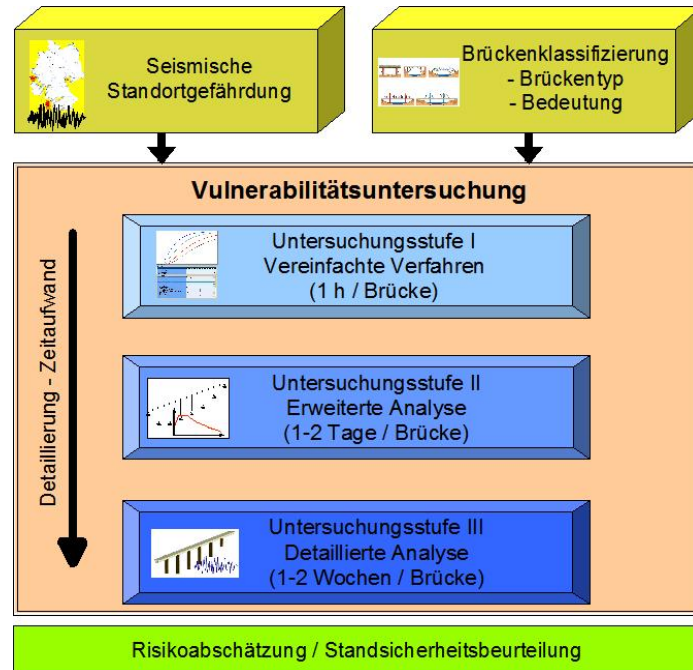 Seismische
Standortgefährdung
Brückenklassifizierung
- Brückentyp
- Bedeutung
Vulnerabilitätsuntersuchung
Detaillierung - Zeitaufwand
Untersuchungsstufe I
Vereinfachte Verfahren
(1 h / Brücke)
Untersuchungsstufe II
Erweiterte Analyse
(1-2 Tage / Brücke)
Untersuchungsstufe III
Detaillierte Analyse
(1-2 Wochen / Brücke)
Risikoabschätzung / Standsicherheitsbeurteilung